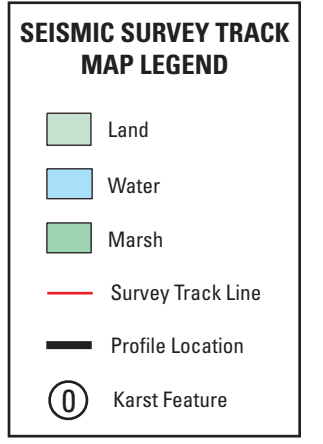 SEISMIC SURVEY TRACK
MAP LEGEND
Land
Water
Marsh
Survey Track Line
Profile Location
0 Karst Feature